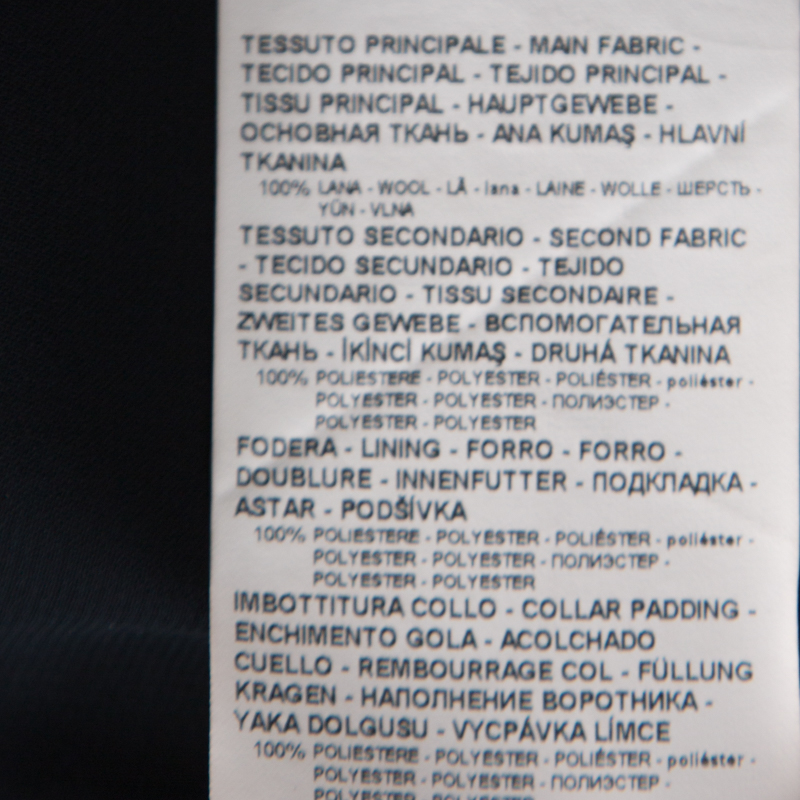 TESSUTO PRINCIPALE - MAIN FABRIC -
TECIDO PRINCIPAL - TEJIDO PRINCIPAL -
TISSU PRINCIPAL - HAUPTGEWEBE -
ОСНОВНАЯ ТКАНЬ - ANA KUMAŞ - HLAVNÍ
TKANINA
100% LANA - WOOL - LÃ - lana - LAINE - WOLLE - ШЕРСТЬ -
YÜN - VLNA
TESSUTO SECONDARIO - SECOND FABRIC
- TECIDO SECUNDARIO - TEJIDO
SECUNDARIO - TISSU SECONDAIRE -
ZWEITES GEWEBE - ВСПОМОГАТЕЛЬНАЯ
ТКАНЬ - İKİNCİ KUMAŞ - DRUHÁ TKANINA
100% POLIESTERE - POLYESTER - POLIÉSTER - poliéster -
POLYESTER - POLYESTER - ПОЛИЭСТЕР -
POLYESTER - POLYESTER
FODERA - LINING - FORRO - FORRO -
DOUBLURE - INNENFUTTER - ПОДКЛАДКА -
ASTAR - PODŠÍVKA
100% POLIESTERE - POLYESTER - POLIÉSTER - poliéster -
POLYESTER - POLYESTER - ПОЛИЭСТЕР -
POLYESTER - POLYESTER
IMBOTTITURA COLLO - COLLAR PADDING -
ENCHIMENTO GOLA - ACOLCHADO
CUELLO - REMBOURRAGE COL - FÜLLUNG
KRAGEN - НАПОЛНЕНИЕ ВОРОТНИКА -
YAKA DOLGUSU - VYCPÁVKA LÍMCE
100% POLIESTERE - POLYESTER - POLIÉSTER - poliéster -
POLYESTER - POLYESTER - ПОЛИЭСТЕР -
POLYESTER - POLYESTER